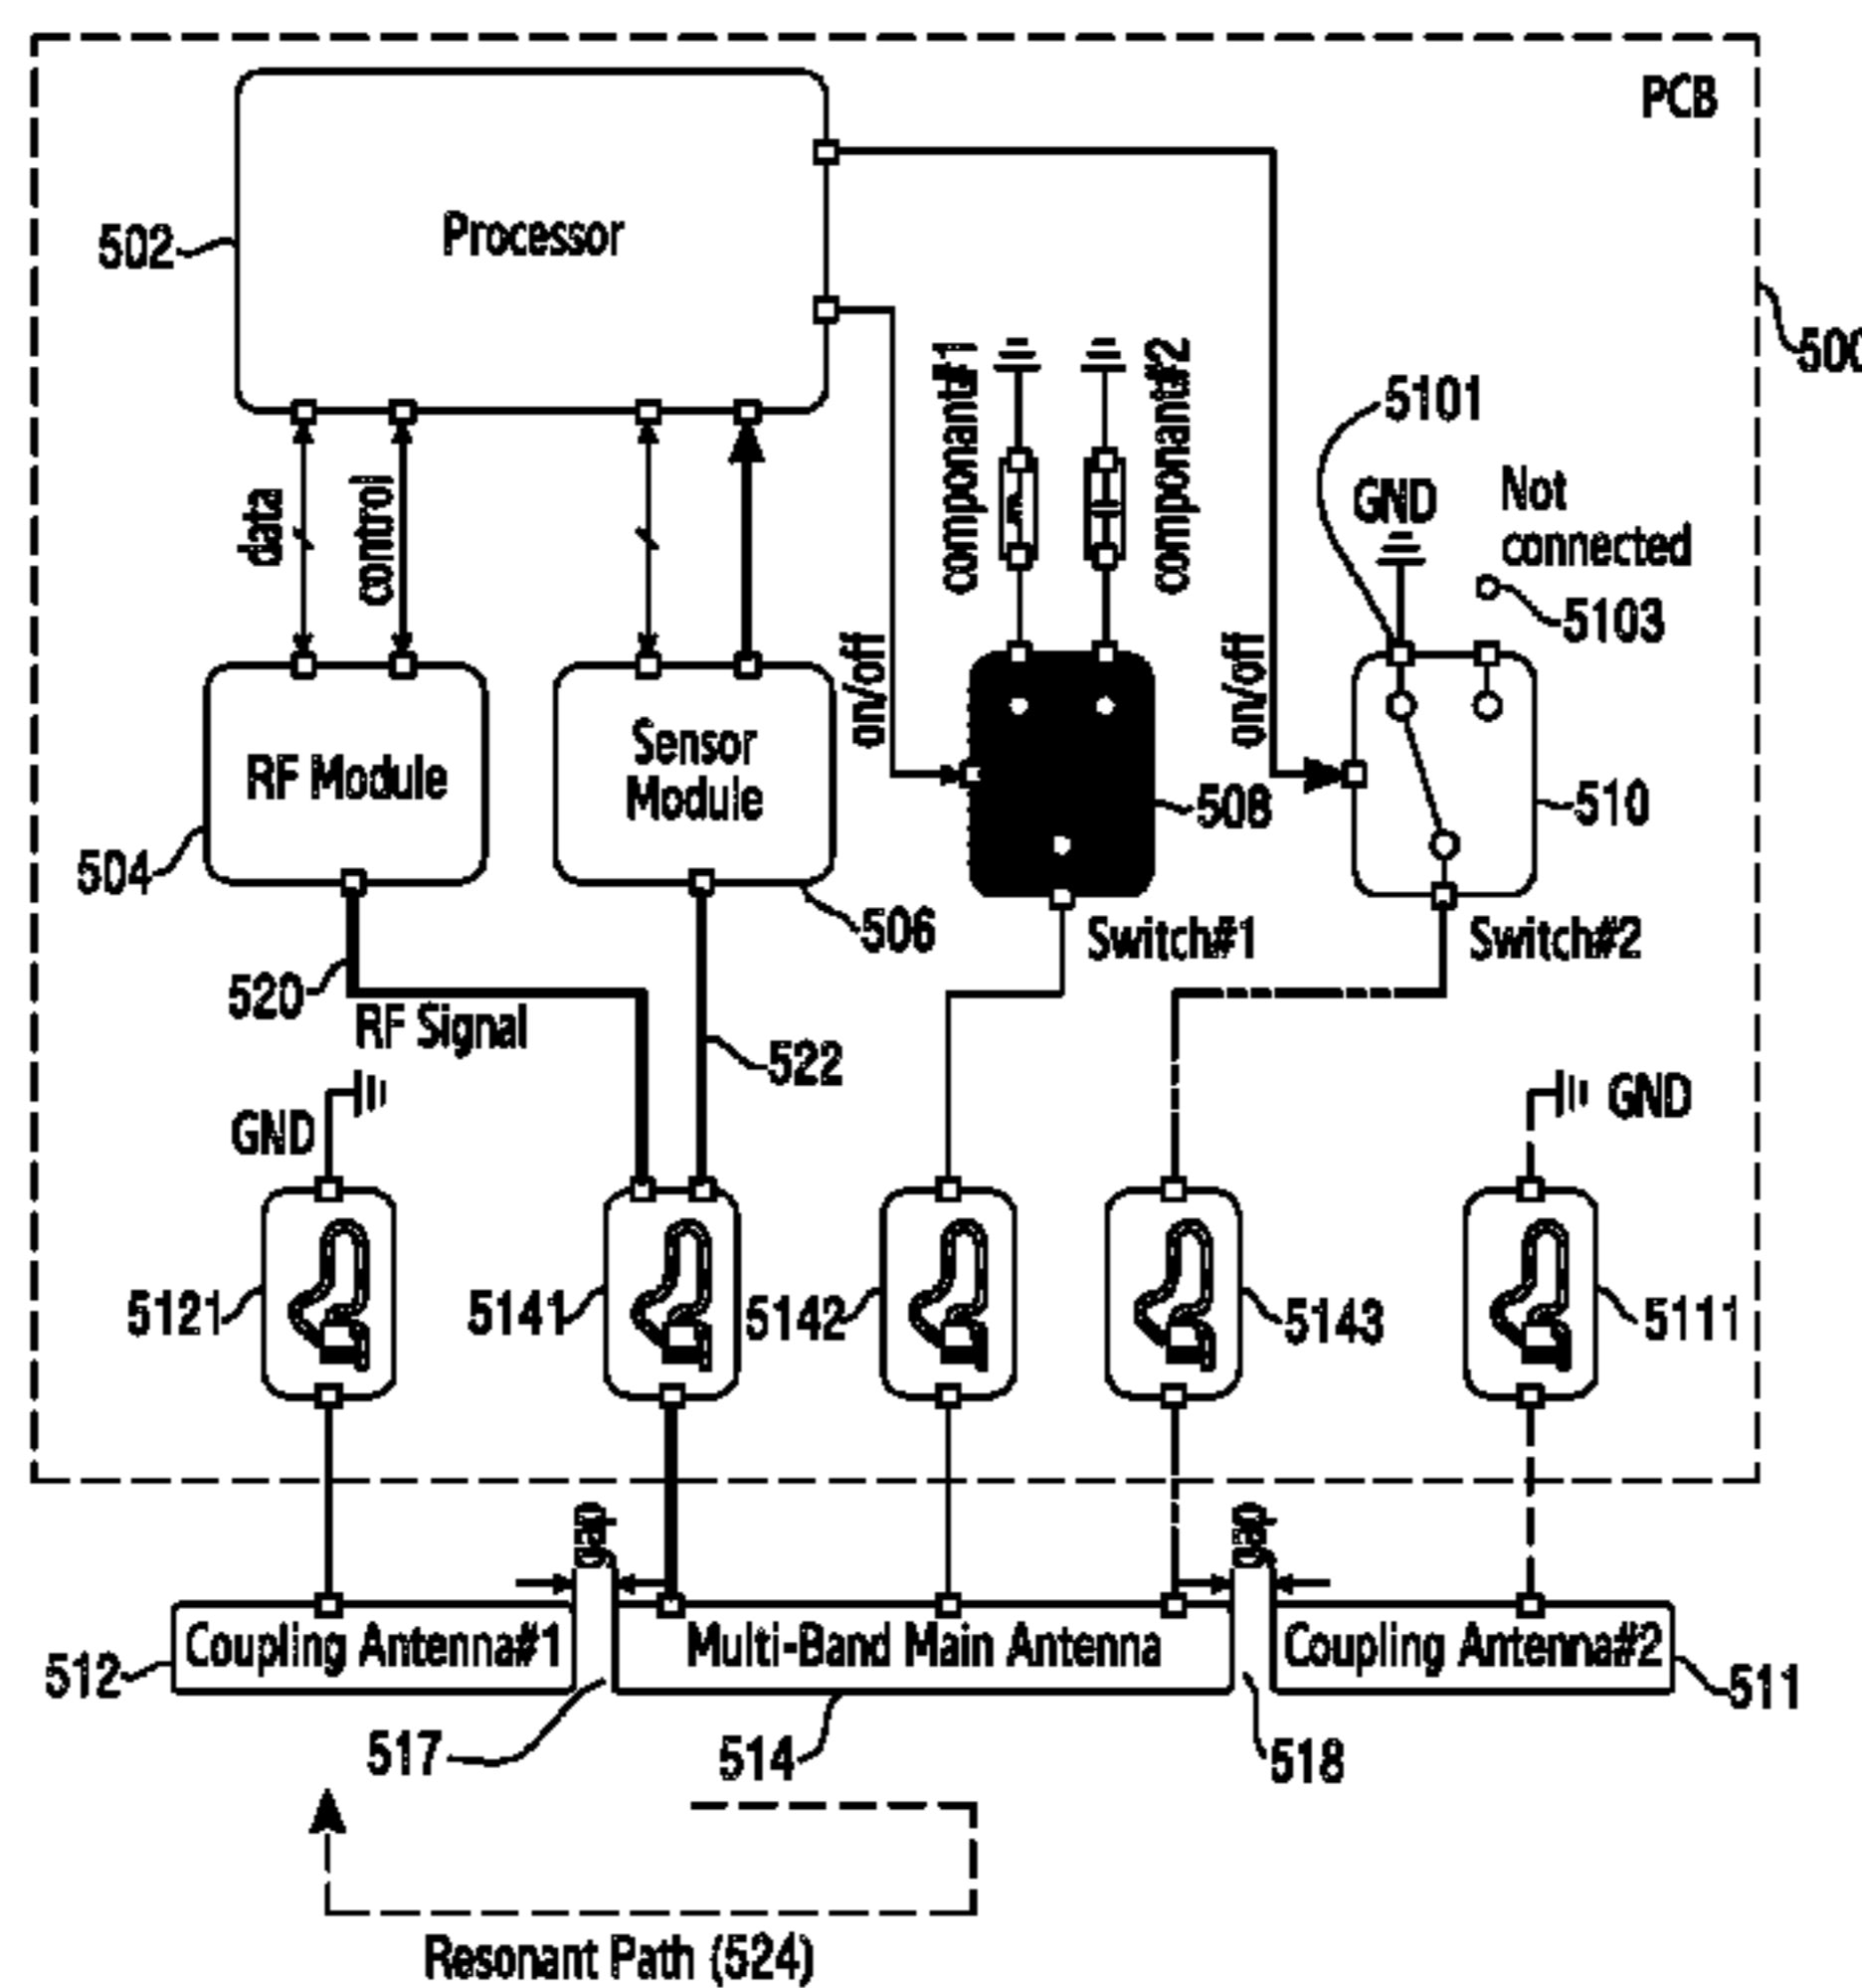 PCB
Processor
502
500
componant#1
componant#2
5101
GND
Not
connected
5103
data
control
on/off
on/off
RF Module
Sensor
Module
508
510
504
506
Switch#1
Switch#2
520
RF Signal
522
GND
GND
5121
5141
5142
5143
5111
gap
gap
Coupling Antenna#1
Multi-Band Main Antenna
Coupling Antenna#2
512
511
517
514
518
Resonant Path (524)